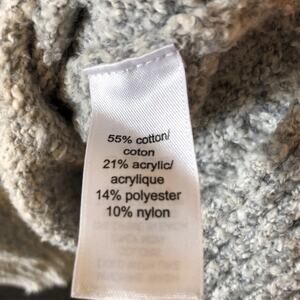 55% cotton/
coton
21% acrylic/
acrylique
14% polyester
10% nylon